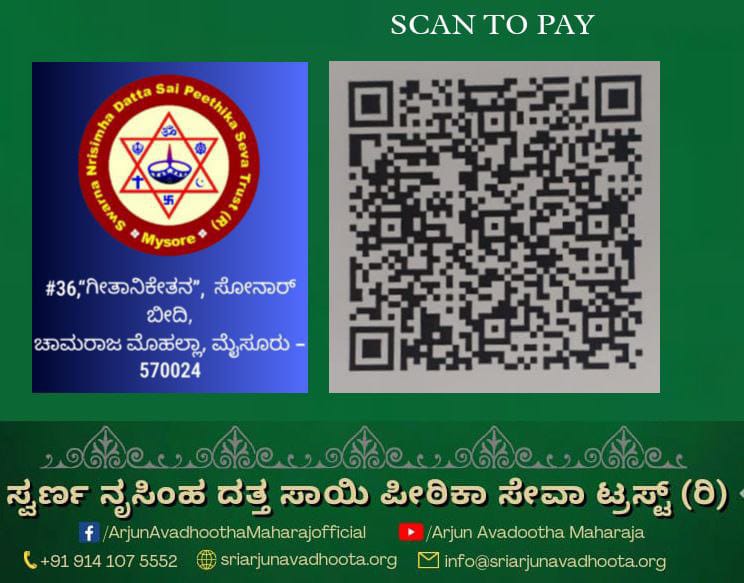 SCAN TO PAY
Swarna Nrisimha Datta Sai Peethika Seva Trust (R)
Mysore
#36,"ಗೀತಾನಿಕೇತನ", ಸೋನಾರ್
ಬೀದಿ,
ಚಾಮರಾಜ ಮೊಹಲ್ಲಾ, ಮೈಸೂರು –
570024
ಸ್ವರ್ಣ ನೃಸಿಂಹ ದತ್ತ ಸಾಯಿ ಪೀಠಿಕಾ ಸೇವಾ ಟ್ರಸ್ಟ್ (ರಿ)
/ArjunAvadhoothaMaharajofficial /Arjun Avadootha Maharaja
+91 914 107 5552 sriarjunavadhoota.org info@sriarjunavadhoota.org